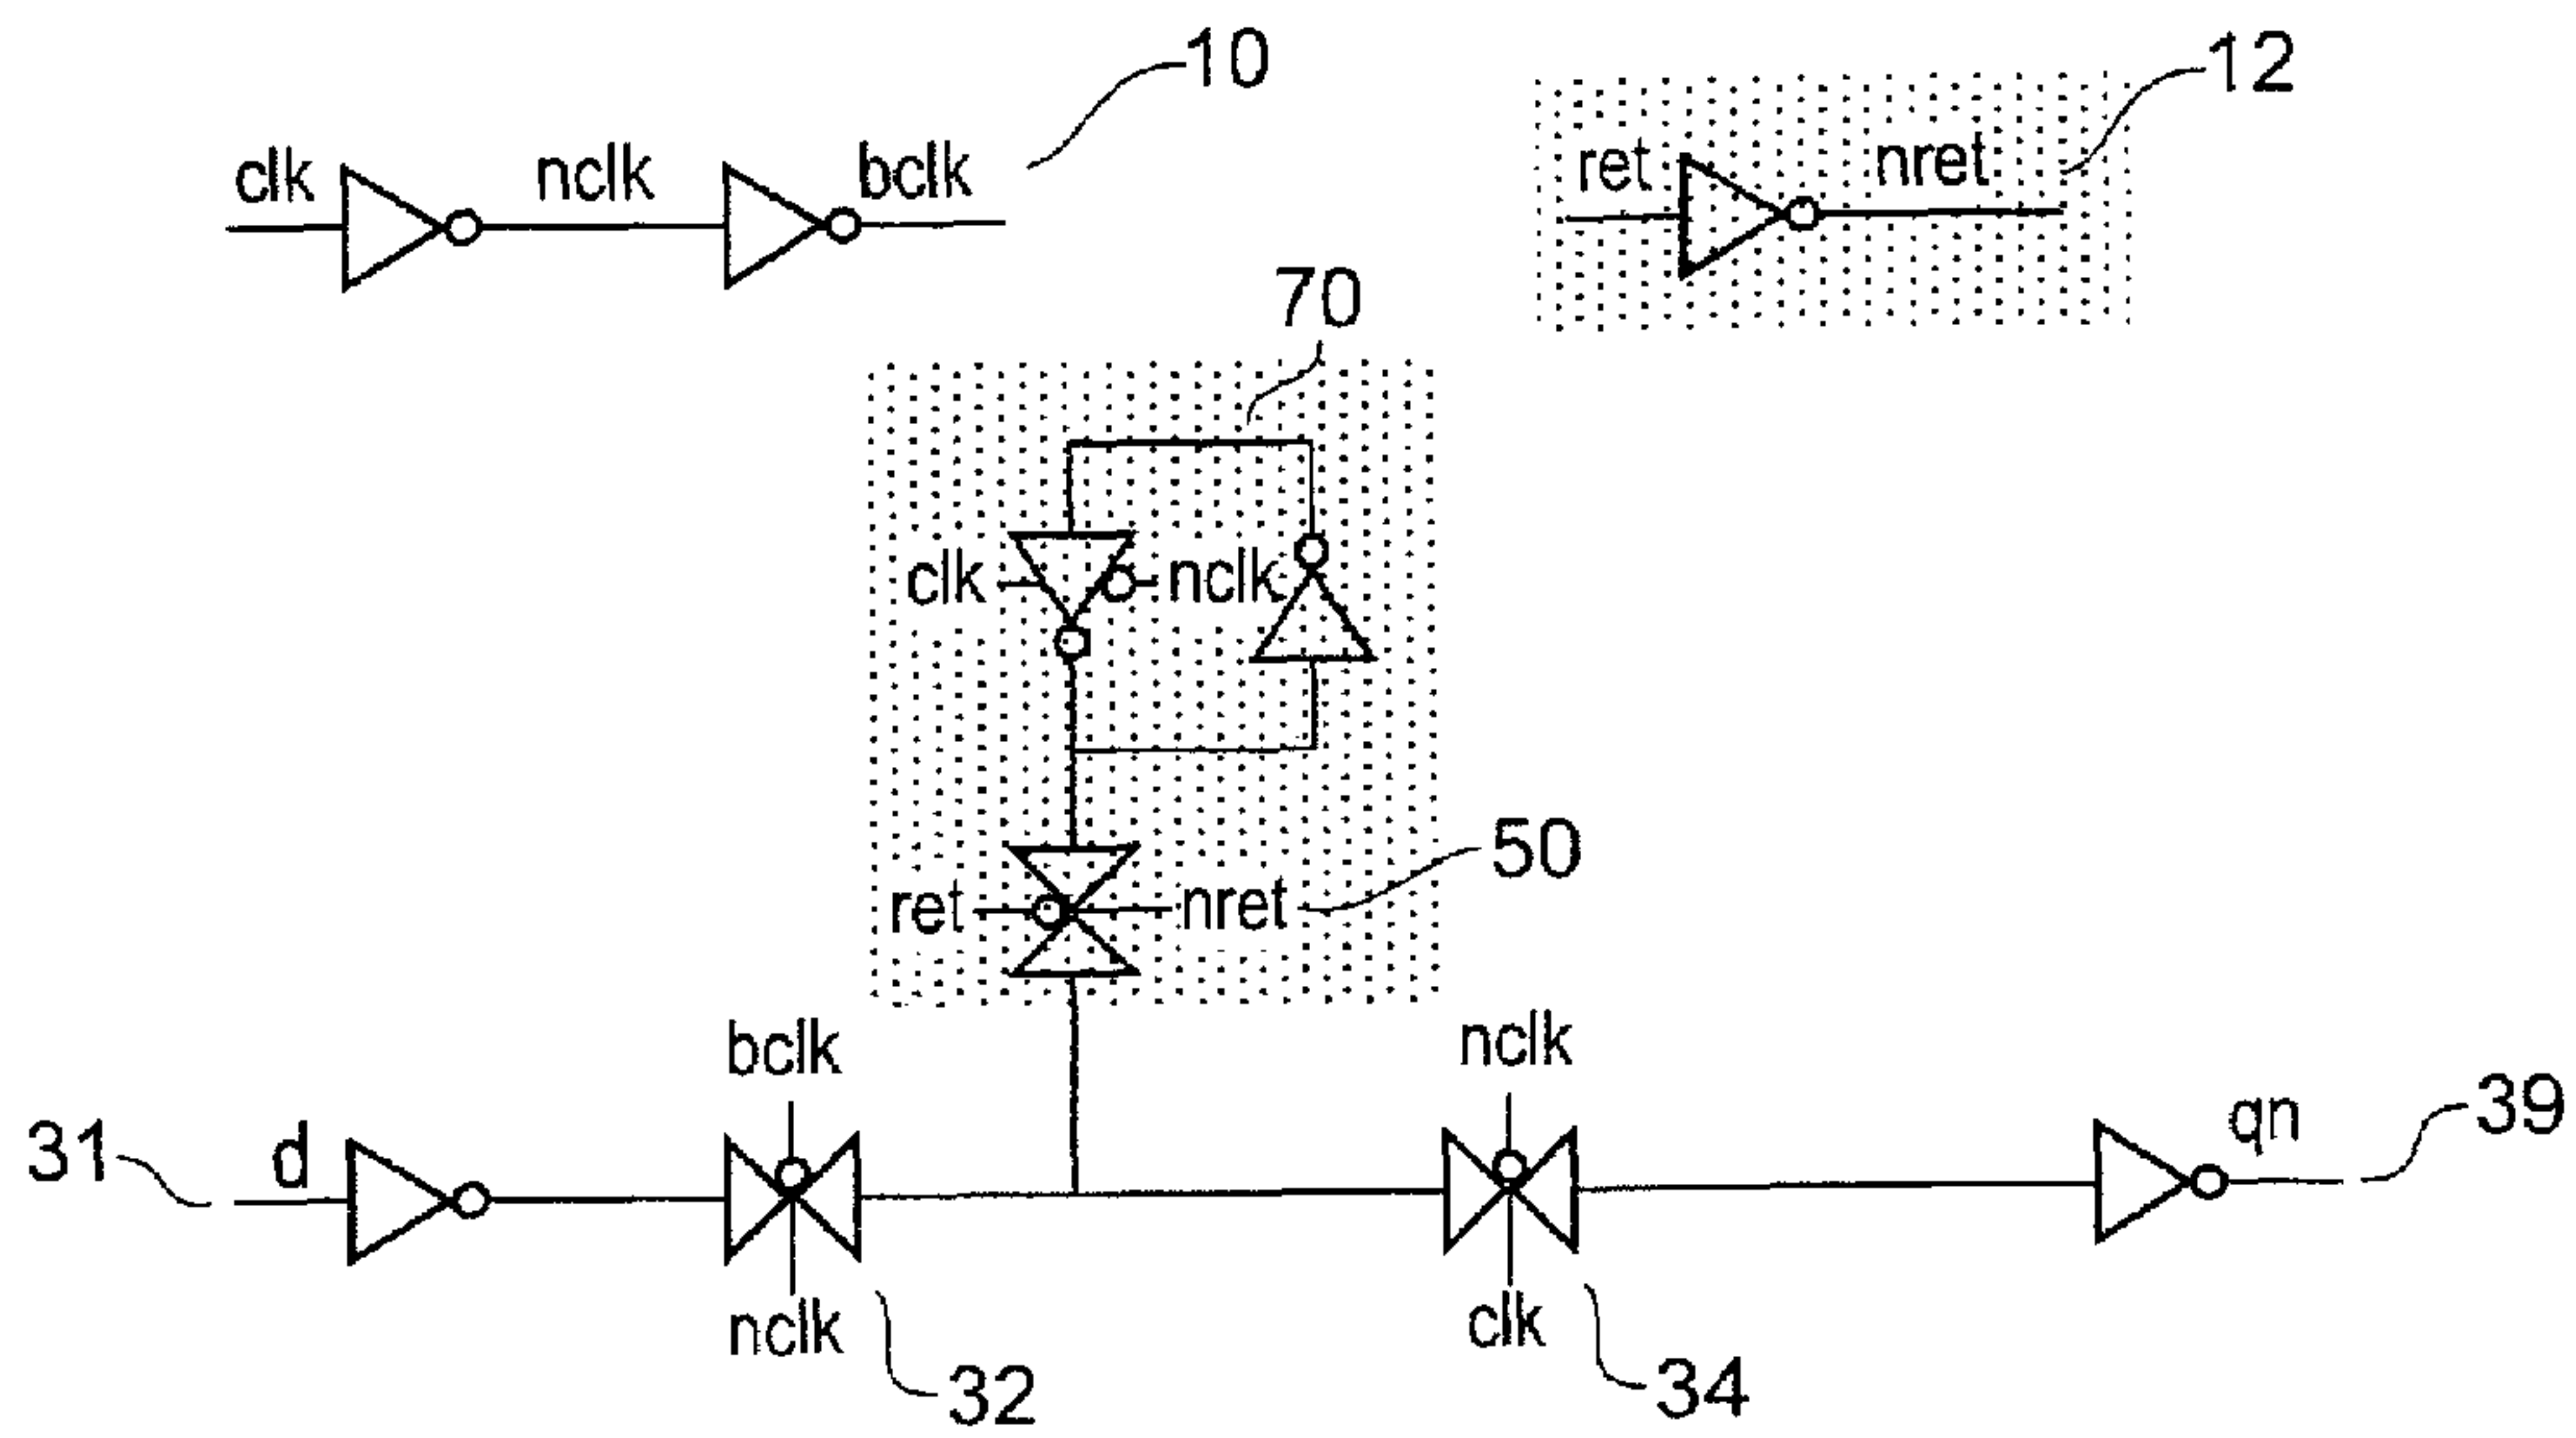 10
12
clk nclk bclk
ret nret
70
clk nclk
50
ret nret
bclk nclk
31 d qn 39
nclk clk
32 34